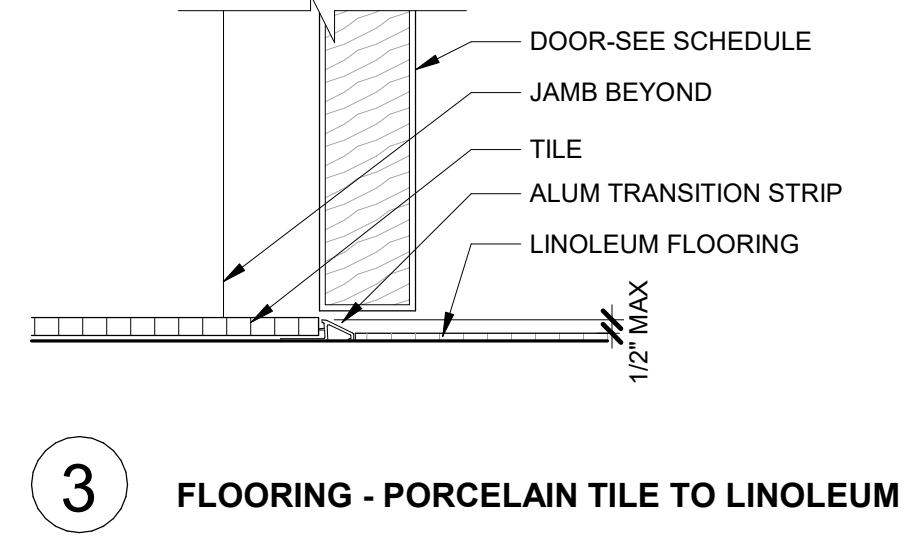 DOOR-SEE SCHEDULE
JAMB BEYOND
TILE
ALUM TRANSITION STRIP
LINOLEUM FLOORING
1/2" MAX
3
FLOORING - PORCELAIN TILE TO LINOLEUM